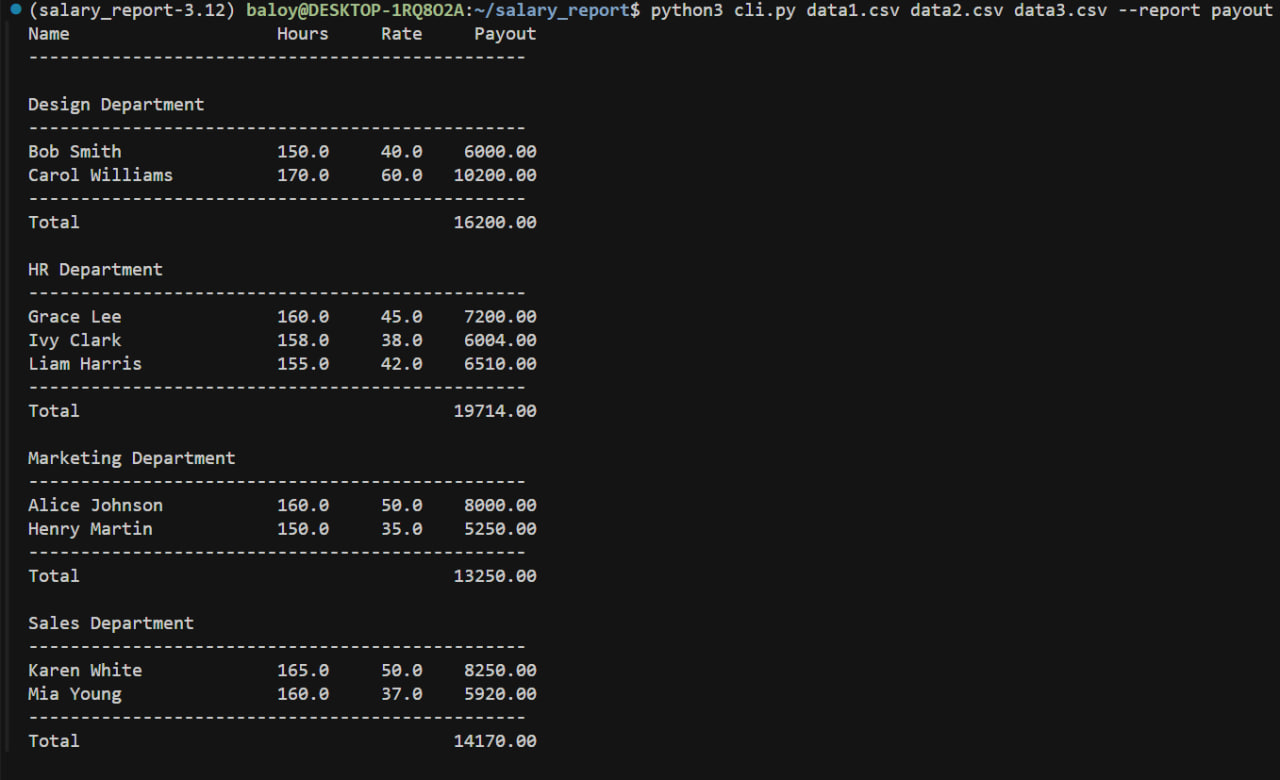 (salary_report-3.12) baloy@DESKTOP-1RQ8O2A:~/salary_report$ python3 cli.py data1.csv data2.csv data3.csv --report payout
Name                    Hours     Rate     Payout
------------------------------------------------
Design Department
------------------------------------------------
Bob Smith               150.0     40.0    6000.00
Carol Williams          170.0     60.0   10200.00
------------------------------------------------
Total                                    16200.00
HR Department
------------------------------------------------
Grace Lee               160.0     45.0    7200.00
Ivy Clark               158.0     38.0    6004.00
Liam Harris             155.0     42.0    6510.00
------------------------------------------------
Total                                    19714.00
Marketing Department
------------------------------------------------
Alice Johnson           160.0     50.0    8000.00
Henry Martin            150.0     35.0    5250.00
------------------------------------------------
Total                                    13250.00
Sales Department
------------------------------------------------
Karen White             165.0     50.0    8250.00
Mia Young               160.0     37.0    5920.00
------------------------------------------------
Total                                    14170.00